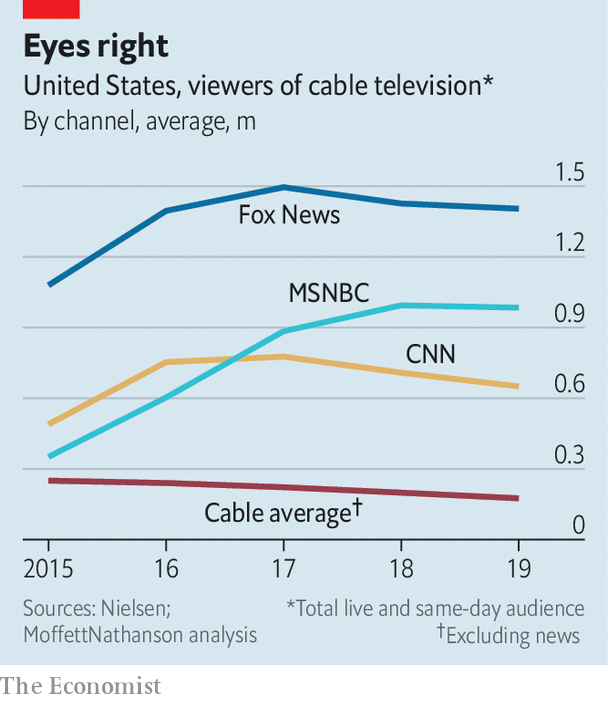 Eyes right
United States, viewers of cable television*
By channel, average, m
1.5
Fox News
1.2
MSNBC
0.9
CNN
0.6
0.3
Cable average†
0
2015 16 17 18 19
Sources: Nielsen;
MoffettNathanson analysis
*Total live and same-day audience
†Excluding news
The Economist